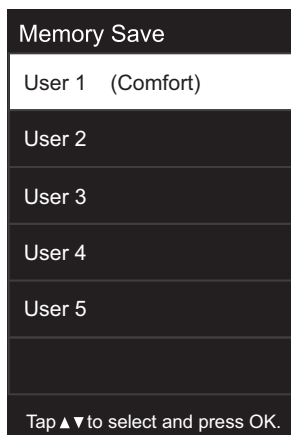 Memory Save
User 1 (Comfort)
User 2
User 3
User 4
User 5
Tap▲▼to select and press OK.